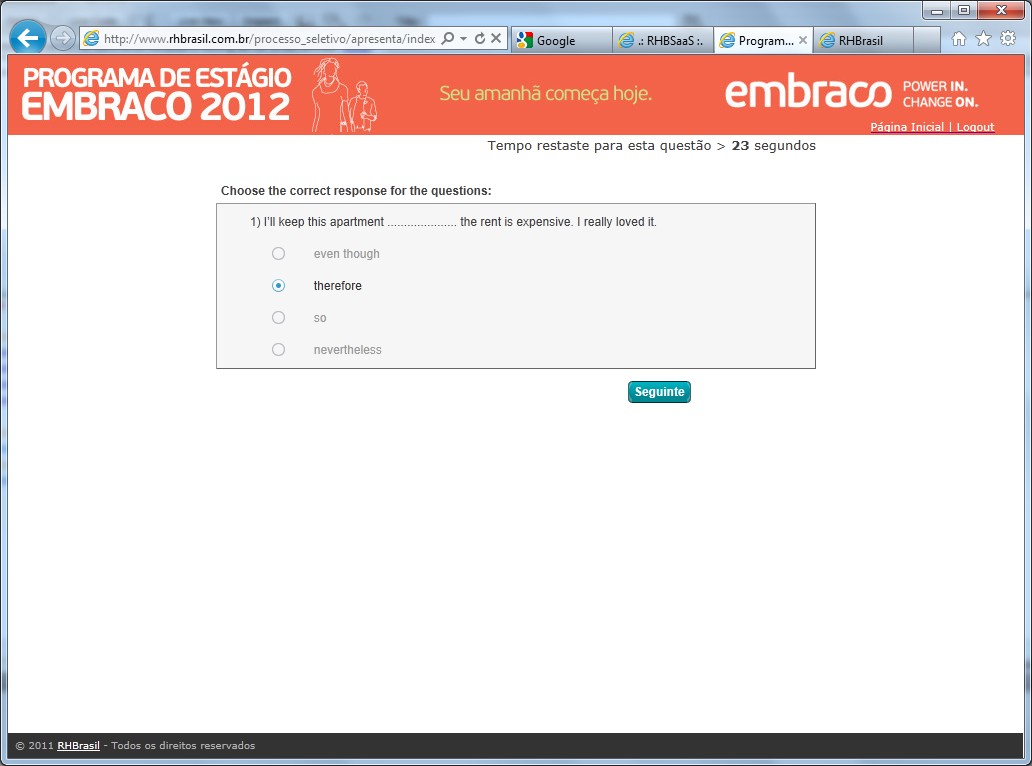 http://www.rhbrasil.com.br/processo_seletivo/apresenta/index
Google
.: RHBSaaS :.
Program...
RHBrasil
PROGRAMA DE ESTÁGIO
EMBRACO 2012
Seu amanhã começa hoje.
embraco
POWER IN.
CHANGE ON.
Página Inicial | Logout
Tempo restaste para esta questão > 23 segundos
Choose the correct response for the questions:
1) I'll keep this apartment ..................... the rent is expensive. I really loved it.
even though
therefore
so
nevertheless
Seguinte
© 2011 RHBrasil - Todos os direitos reservados